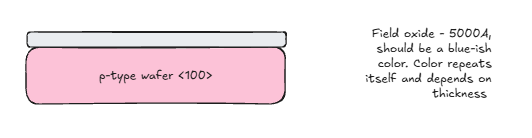 p-type wafer <100>
Field oxide - 5000A,
should be a blue-ish
color. Color repeats
itself and depends on
thickness